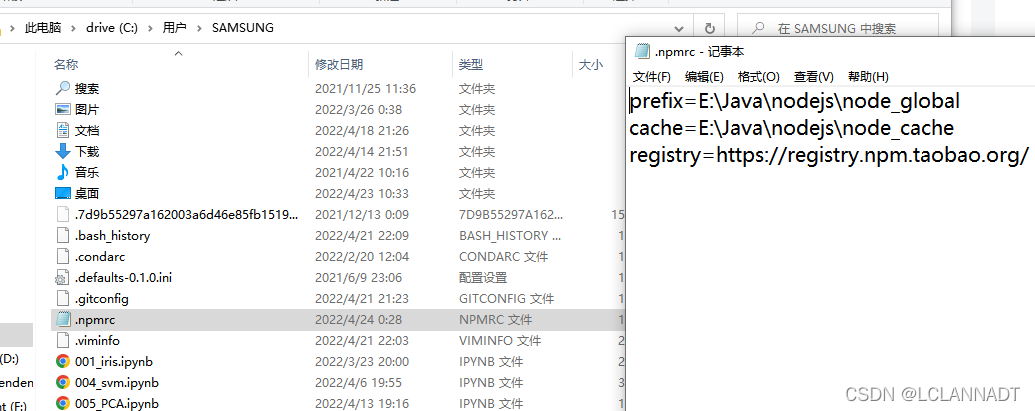 此电脑 > drive (C:) > 用户 > SAMSUNG
在 SAMSUNG 中搜索
名称 修改日期 类型 大小
搜索 2021/11/25 11:36 文件夹
图片 2022/3/26 0:38 文件夹
文档 2022/4/18 21:26 文件夹
下载 2022/4/14 21:51 文件夹
音乐 2022/4/21 10:16 文件夹
桌面 2022/4/23 10:33 文件夹
.7d9b55297a162003a6d46e85fb1519... 2021/12/13 0:09 7D9B55297A162... 15
.bash_history 2022/4/21 22:09 BASH_HISTORY ... 1
.condarc 2022/2/20 12:04 CONDARC 文件 1
.defaults-0.1.0.ini 2021/6/9 23:06 配置设置 1
.gitconfig 2022/4/21 21:23 GITCONFIG 文件 1
.npmrc 2022/4/24 0:28 NPMRC 文件 1
.viminfo 2022/4/21 22:03 VIMINFO 文件 2
001_iris.ipynb 2022/3/23 20:00 IPYNB 文件 2
004_svm.ipynb 2022/4/6 19:55 IPYNB 文件 3
005_PCA.ipynb 2022/4/13 19:16 IPYNB 文件 1
(D:)
.npmrc - 记事本
文件(F) 编辑(E) 格式(O) 查看(V) 帮助(H)
prefix=E:\Java\nodejs\node_global
cache=E:\Java\nodejs\node_cache
registry=https://registry.npm.taobao.org/
CSDN @LCLANNADT